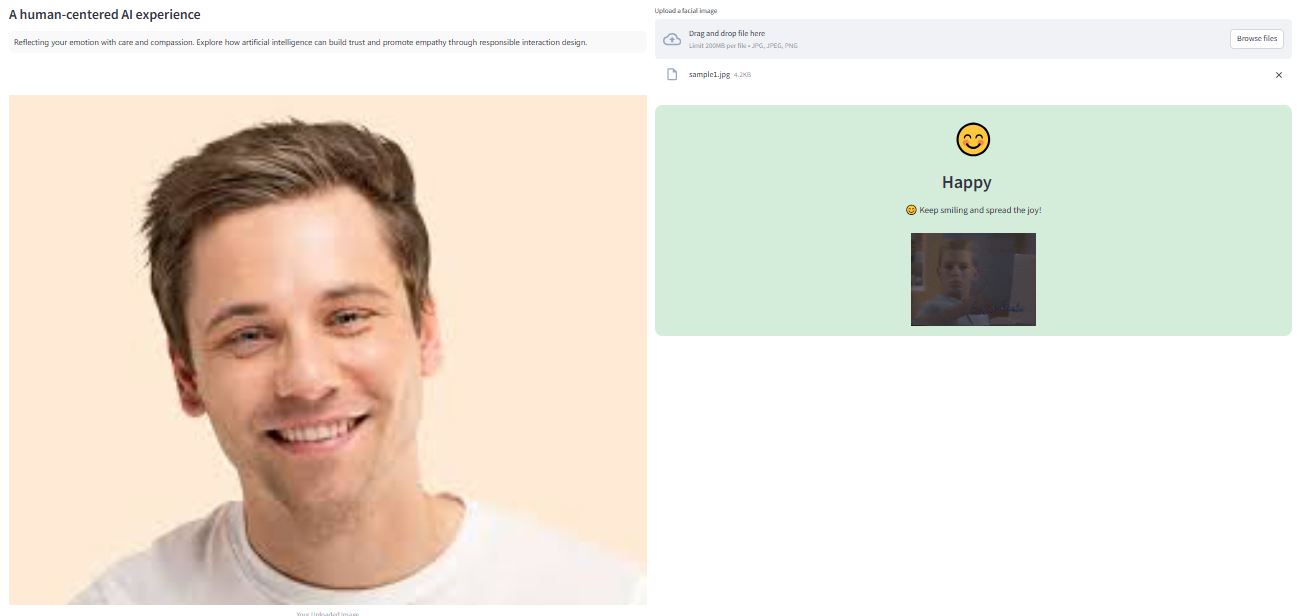 A human-centered AI experience
Reflecting your emotion with care and compassion. Explore how artificial intelligence can build trust and promote empathy through responsible interaction design.
Your Uploaded Image
Upload a facial image
Drag and drop file here
Limit 200MB per file • JPG, JPEG, PNG
Browse files
sample1.jpg 4.2KB
Happy
😊 Keep smiling and spread the joy!